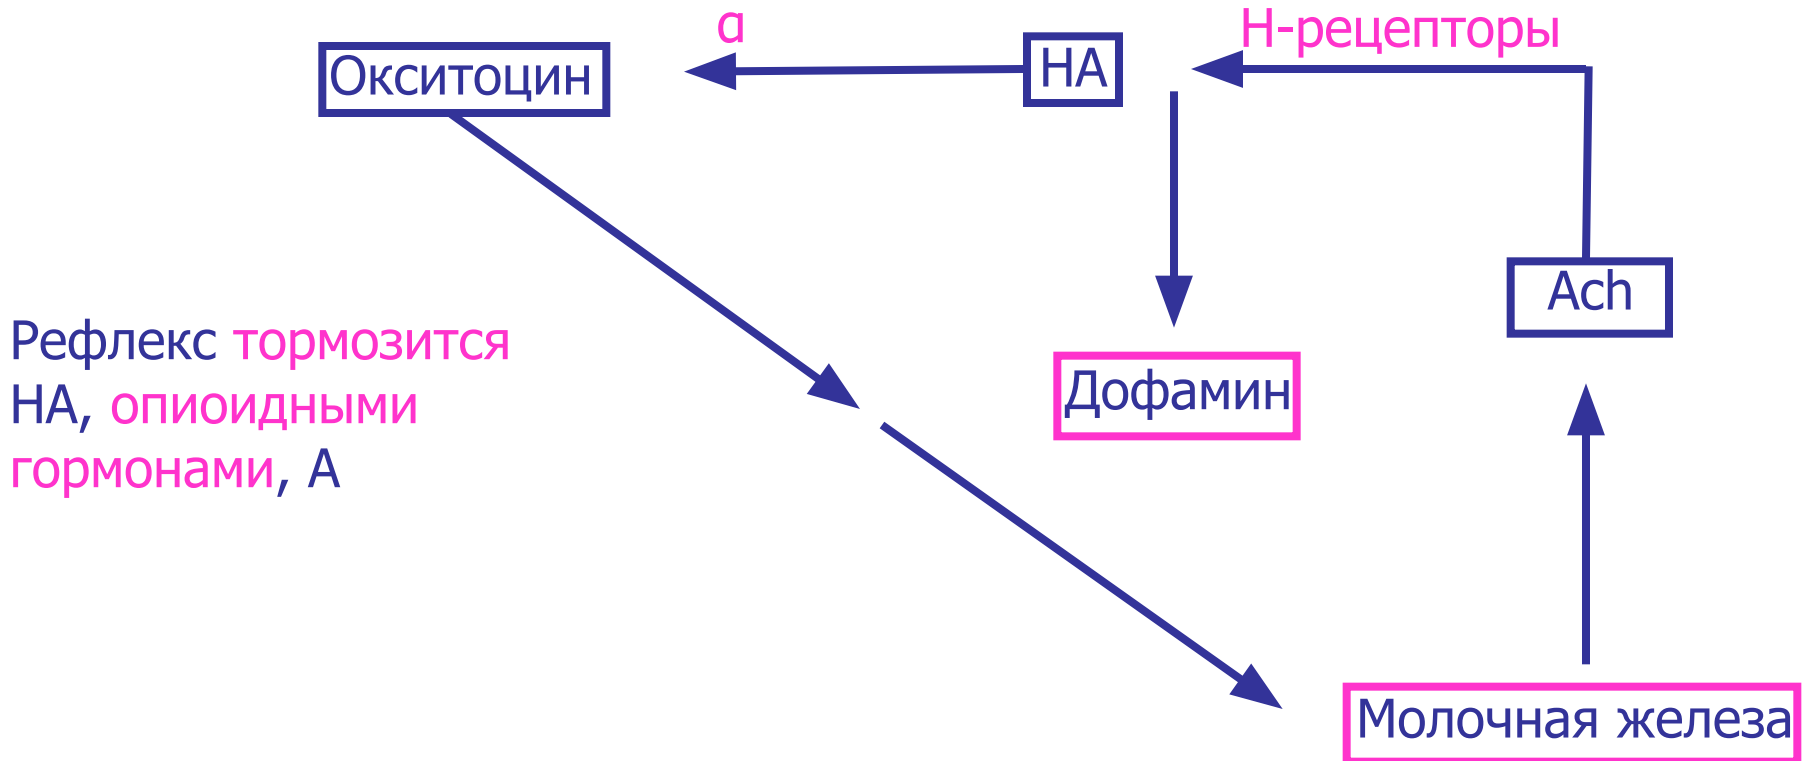 а
Н-рецепторы
Окситоцин
НА
Ach
Рефлекс тормозится
НА, опиоидными
гормонами, А
Дофамин
Молочная железа